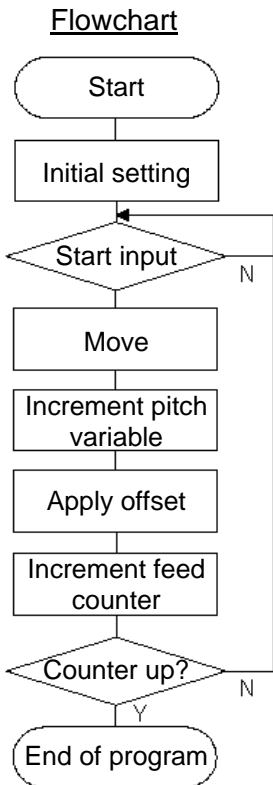 Flowchart
Start
Initial setting
Start input
N
Move
Increment pitch
variable
Apply offset
Increment feed
counter
Counter up?
N
Y
End of program